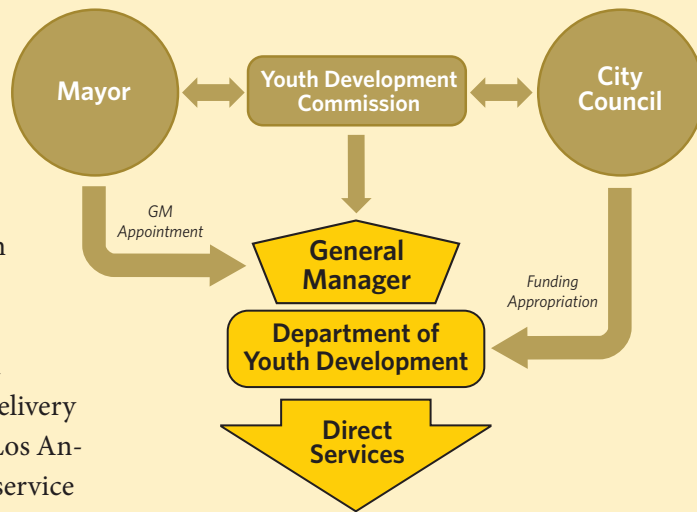 Mayor
Youth Development
Commission
City
Council
GM
Appointment
General
Manager
Funding
Appropriation
Department of
Youth Development
Direct
Services
elivery
Los An-
service